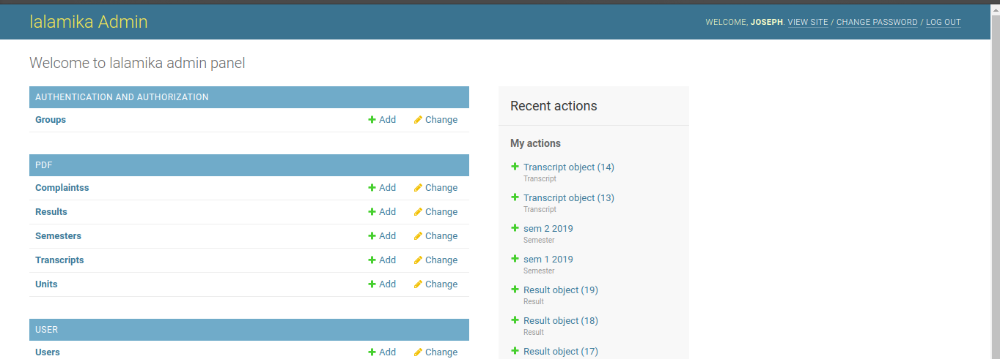 lalamika Admin
WELCOME, JOSEPH. VIEW SITE / CHANGE PASSWORD / LOG OUT
Welcome to lalamika admin panel
AUTHENTICATION AND AUTHORIZATION
Groups Add Change
PDF
Complaintss Add Change
Results Add Change
Semesters Add Change
Transcripts Add Change
Units Add Change
USER
Users Add Change
Recent actions
My actions
Transcript object (14)
Transcript
Transcript object (13)
Transcript
sem 2 2019
Semester
sem 1 2019
Semester
Result object (19)
Result
Result object (18)
Result
Result object (17)